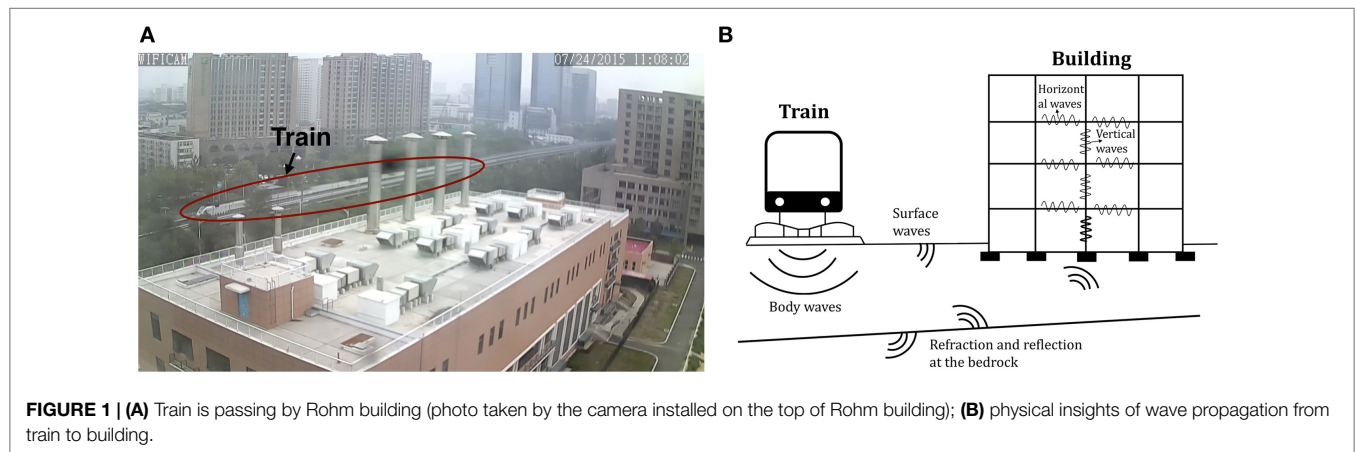 A
WIFICAM
07/24/2015 11:08:02
Train
B
Building
Horizont
al waves
Vertical
waves
Train
Surface
waves
Body waves
Refraction and reflection
at the bedrock
FIGURE 1 | (A) Train is passing by Rohm building (photo taken by the camera installed on the top of Rohm building); (B) physical insights of wave propagation from
train to building.